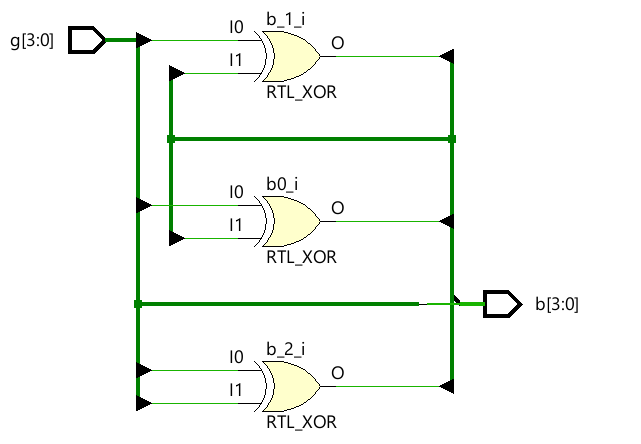 g[3:0]
b_1_i
I0
O
I1
RTL_XOR
b0_i
I0
O
I1
RTL_XOR
b[3:0]
b_2_i
I0
O
I1
RTL_XOR